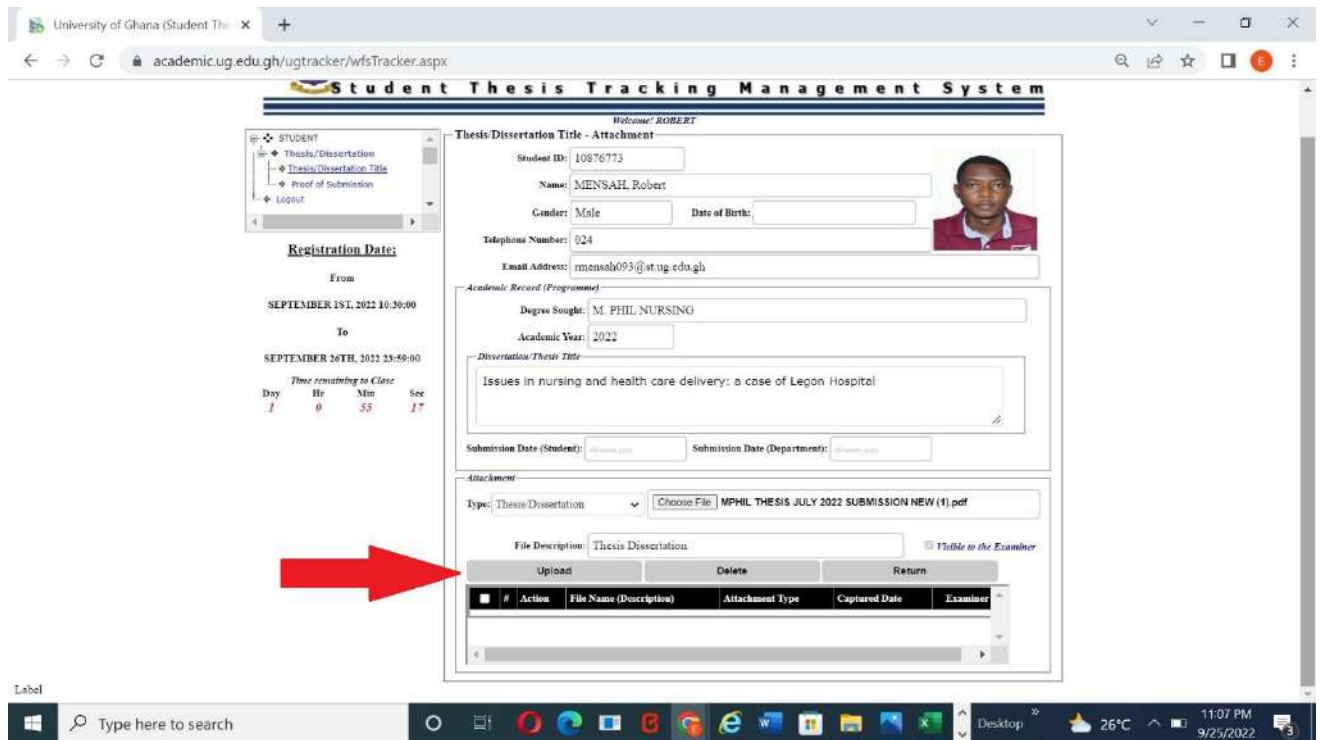 University of Ghana (Student The
academic.ug.edu.gh/ugtracker/wfsTracker.aspx
E
Student Thesis Tracking Management System
Welcome! ROBERT
STUDENT
Thesis/Dissertation
Thesis/Dissertation Title
Proof of Submission
Logout
Registration Date:
From
SEPTEMBER 1ST, 2022 10:30:00
To
SEPTEMBER 26TH, 2022 23:59:00
Time remaining to Close
Day Hr Min Sec
1 0 55 17
Thesis/Dissertation Title - Attachment
Student ID: 10876773
Name: MENSAH, Robert
Gender: Male Date of Birth:
Telephone Number: 024
Email Address: rmensah093@st.ug.edu.gh
Academic Record (Programme)
Degree Sought: M. PHIL NURSING
Academic Year: 2022
Dissertation/Thesis Title
Issues in nursing and health care delivery: a case of Legon Hospital
Submission Date (Student): Submission Date (Department):
Attachment
Type: Thesis/Dissertation Choose File MPHIL THESIS JULY 2022 SUBMISSION NEW (1).pdf
File Description: Thesis Dissertation Visible to the Examiner
Upload Delete Return
# Action File Name (Description) Attachment Type Captured Date Examiner
Label
Type here to search Desktop 26°C 11:07 PM
9/25/2022
3